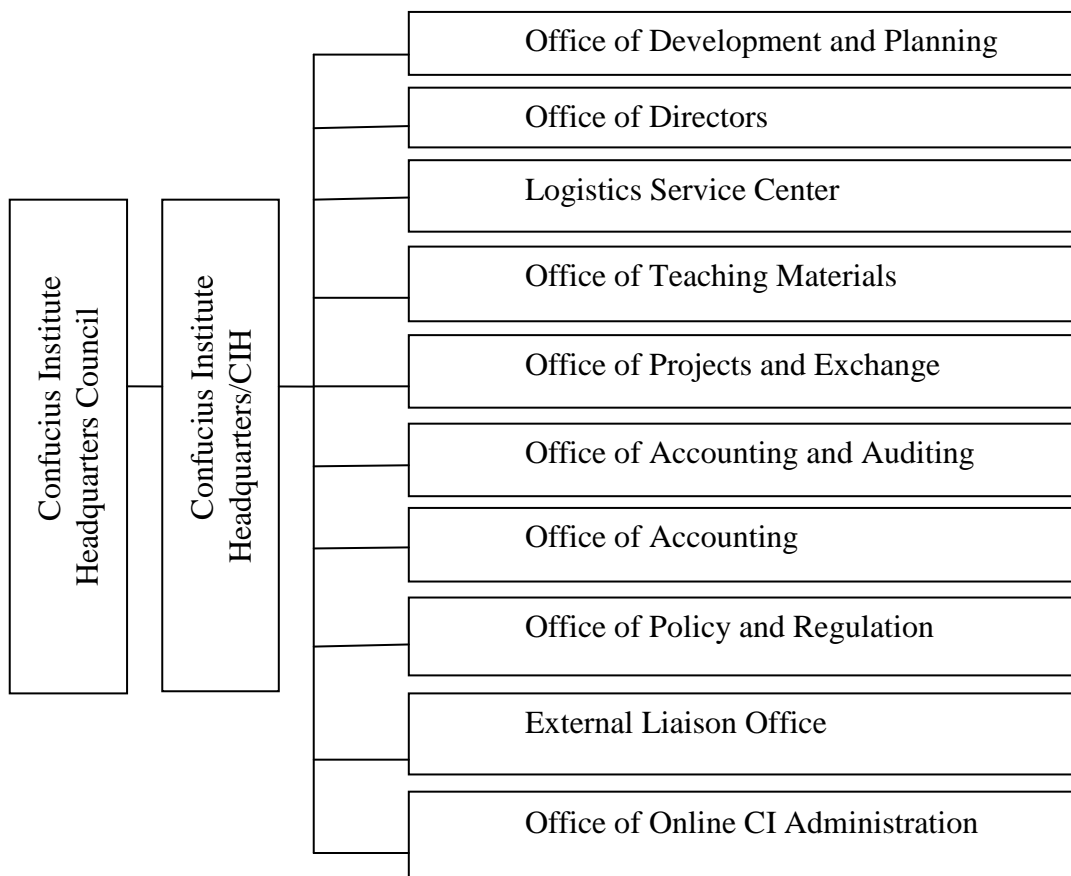 Confucius Institute
Headquarters Council
Confucius Institute
Headquarters/CIH
Office of Development and Planning
Office of Directors
Logistics Service Center
Office of Teaching Materials
Office of Projects and Exchange
Office of Accounting and Auditing
Office of Accounting
Office of Policy and Regulation
External Liaison Office
Office of Online CI Administration